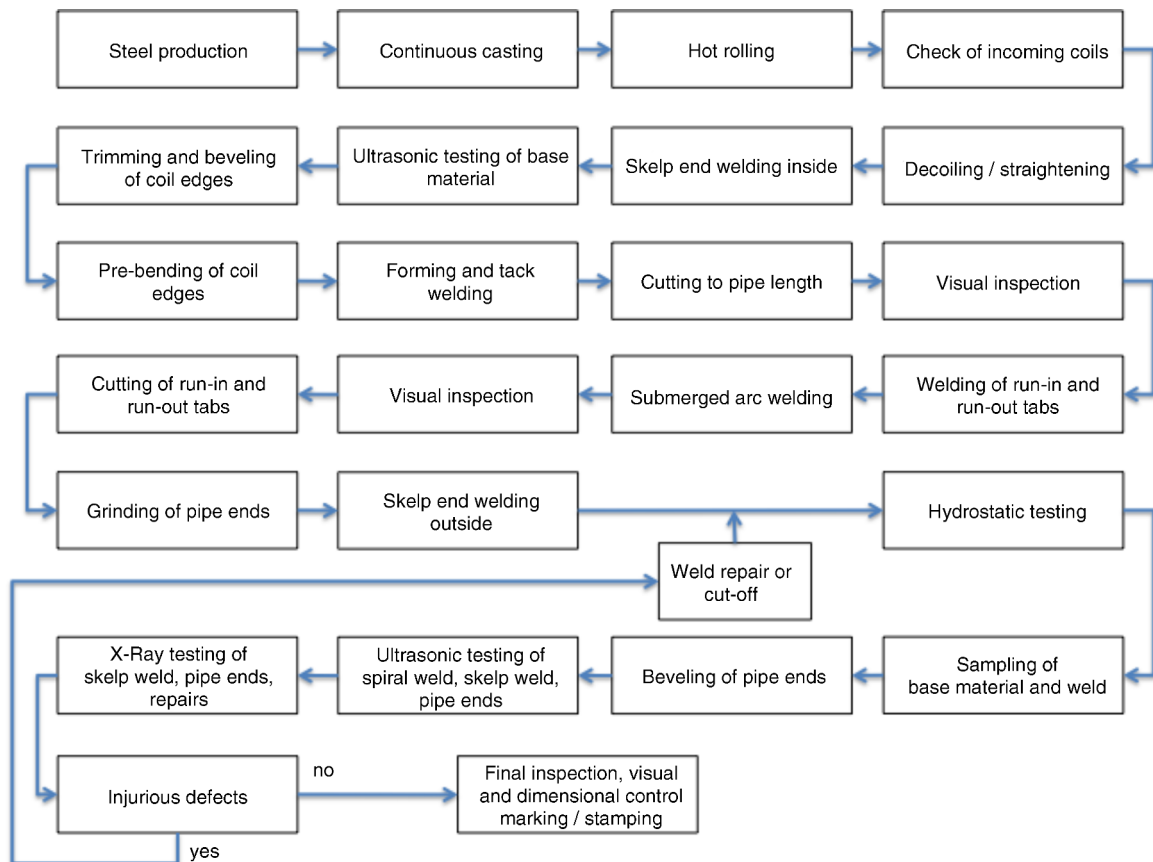 Steel production
Continuous casting
Hot rolling
Check of incoming coils
Decoiling / straightening
Skelp end welding inside
Ultrasonic testing of base
material
Trimming and beveling
of coil edges
Pre-bending of coil
edges
Forming and tack
welding
Cutting to pipe length
Visual inspection
Welding of run-in and
run-out tabs
Submerged arc welding
Visual inspection
Cutting of run-in and
run-out tabs
Grinding of pipe ends
Skelp end welding
outside
Hydrostatic testing
Weld repair or
cut-off
Sampling of
base material and weld
Beveling of pipe ends
Ultrasonic testing of
spiral weld, skelp weld,
pipe ends
X-Ray testing of
skelp weld, pipe ends,
repairs
Injurious defects
no
Final inspection, visual
and dimensional control
marking / stamping
yes